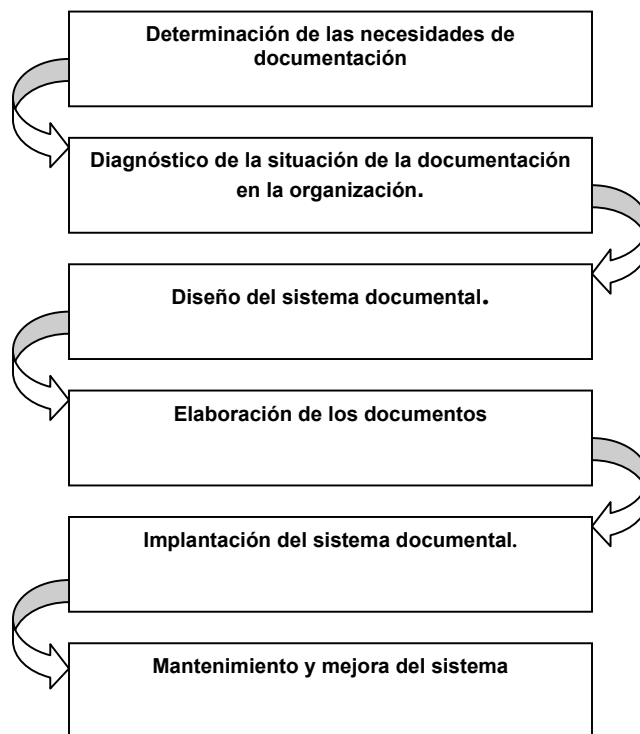 Determinación de las necesidades de
documentación
Diagnóstico de la situación de la documentación
en la organización.
Diseño del sistema documental.
Elaboración de los documentos
Implantación del sistema documental.
Mantenimiento y mejora del sistema